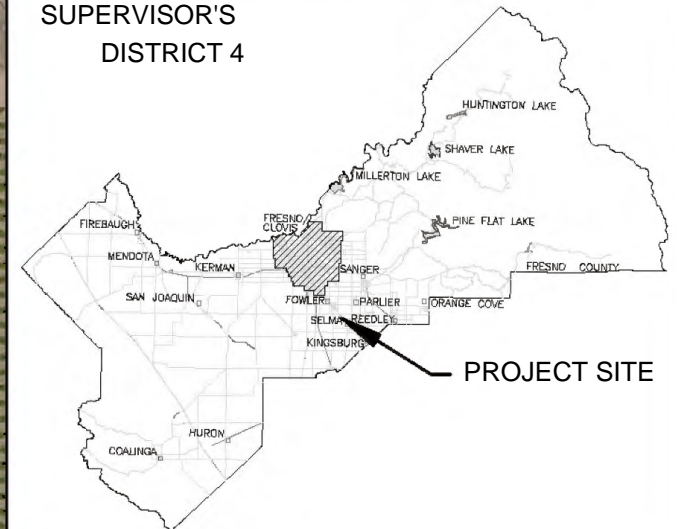 SUPERVISOR'S
DISTRICT 4
HUNTINGTON LAKE
SHAVER LAKE
MILLERTON LAKE
PINE FLAT LAKE
FRESNO/
CLOVIS
FIREBAUGH
MENDOTA
KERMAN
SANGER
FRESNO COUNTY
SAN JOAQUIN
FOWLER
PARLIER
ORANGE COVE
SELMA
REEDLEY
KINGSBURG
PROJECT SITE
HURON
COALINGA